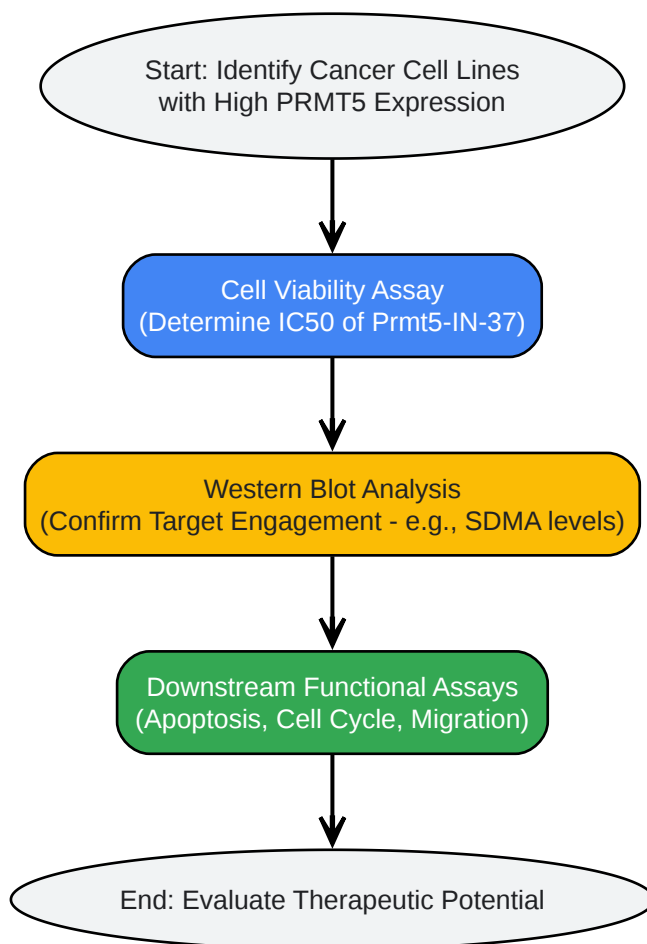 Start: Identify Cancer Cell Lines
with High PRMT5 Expression
Cell Viability Assay
(Determine IC50 of Prmt5-IN-37)
Western Blot Analysis
(Confirm Target Engagement - e.g., SDMA levels)
Downstream Functional Assays
(Apoptosis, Cell Cycle, Migration)
End: Evaluate Therapeutic Potential